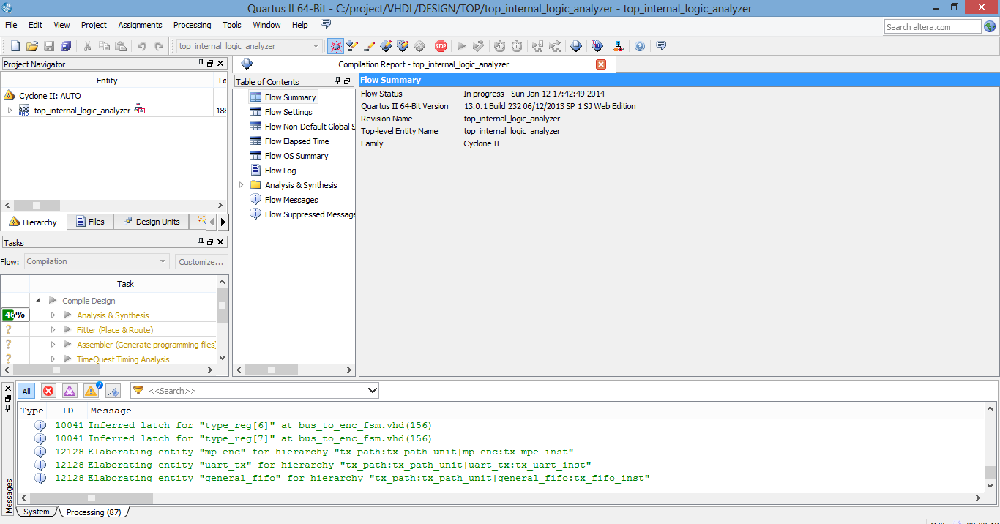 Quartus II 64-Bit - C:/project/VHDL/DESIGN/TOP/top_internal_logic_analyzer - top_internal_logic_analyzer
File Edit View Project Assignments Processing Tools Window Help
Search altera.com
top_internal_logic_analyzer
STOP
Project Navigator
Entity
Cyclone II: AUTO
top_internal_logic_analyzer
Hierarchy Files Design Units
Tasks
Flow: Compilation Customize...
Task
Compile Design
46% Analysis & Synthesis
? Fitter (Place & Route)
? Assembler (Generate programming files)
? TimeQuest Timing Analysis
Compilation Report - top_internal_logic_analyzer
Table of Contents
Flow Summary
Flow Settings
Flow Non-Default Global S
Flow Elapsed Time
Flow OS Summary
Flow Log
Analysis & Synthesis
Flow Messages
Flow Suppressed Message
Flow Summary
Flow Status In progress - Sun Jan 12 17:42:49 2014
Quartus II 64-Bit Version 13.0.1 Build 232 06/12/2013 SP 1 SJ Web Edition
Revision Name top_internal_logic_analyzer
Top-level Entity Name top_internal_logic_analyzer
Family Cyclone II
All 7 <<Search>>
Type ID Message
10041 Inferred latch for "type_reg[6]" at bus_to_enc_fsm.vhd(156)
10041 Inferred latch for "type_reg[7]" at bus_to_enc_fsm.vhd(156)
12128 Elaborating entity "mp_enc" for hierarchy "tx_path:tx_path_unit|mp_enc:tx_mpe_inst"
12128 Elaborating entity "uart_tx" for hierarchy "tx_path:tx_path_unit|uart_tx:tx_uart_inst"
12128 Elaborating entity "general_fifo" for hierarchy "tx_path:tx_path_unit|general_fifo:tx_fifo_inst"
Messages
System Processing (87)